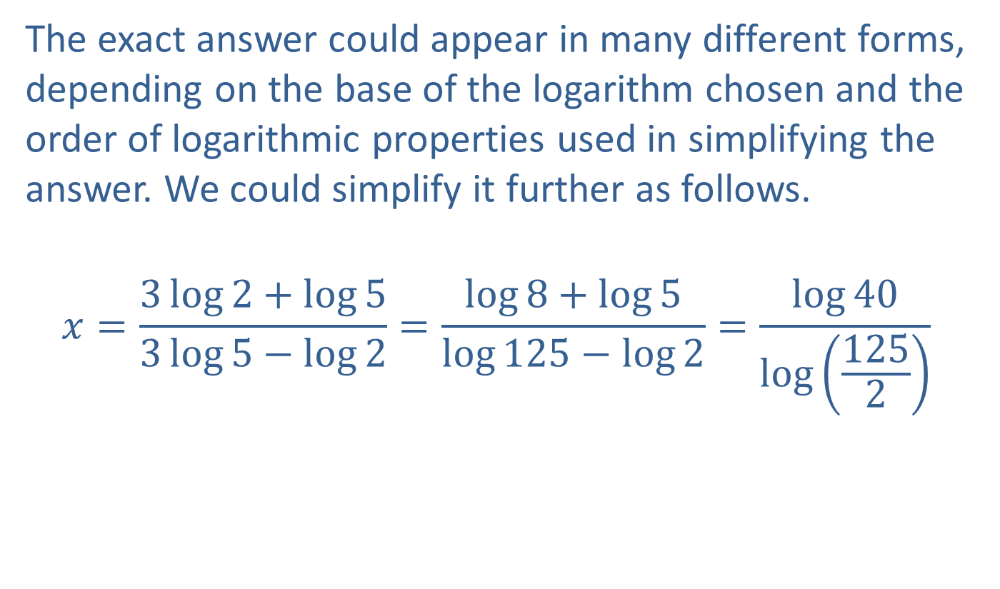 The exact answer could appear in many different forms,
depending on the base of the logarithm chosen and the
order of logarithmic properties used in simplifying the
answer. We could simplify it further as follows.
x = \frac{3 \log 2 + \log 5}{3 \log 5 - \log 2} = \frac{\log 8 + \log 5}{\log 125 - \log 2} = \frac{\log 40}{\log \left( \frac{125}{2} \right)}